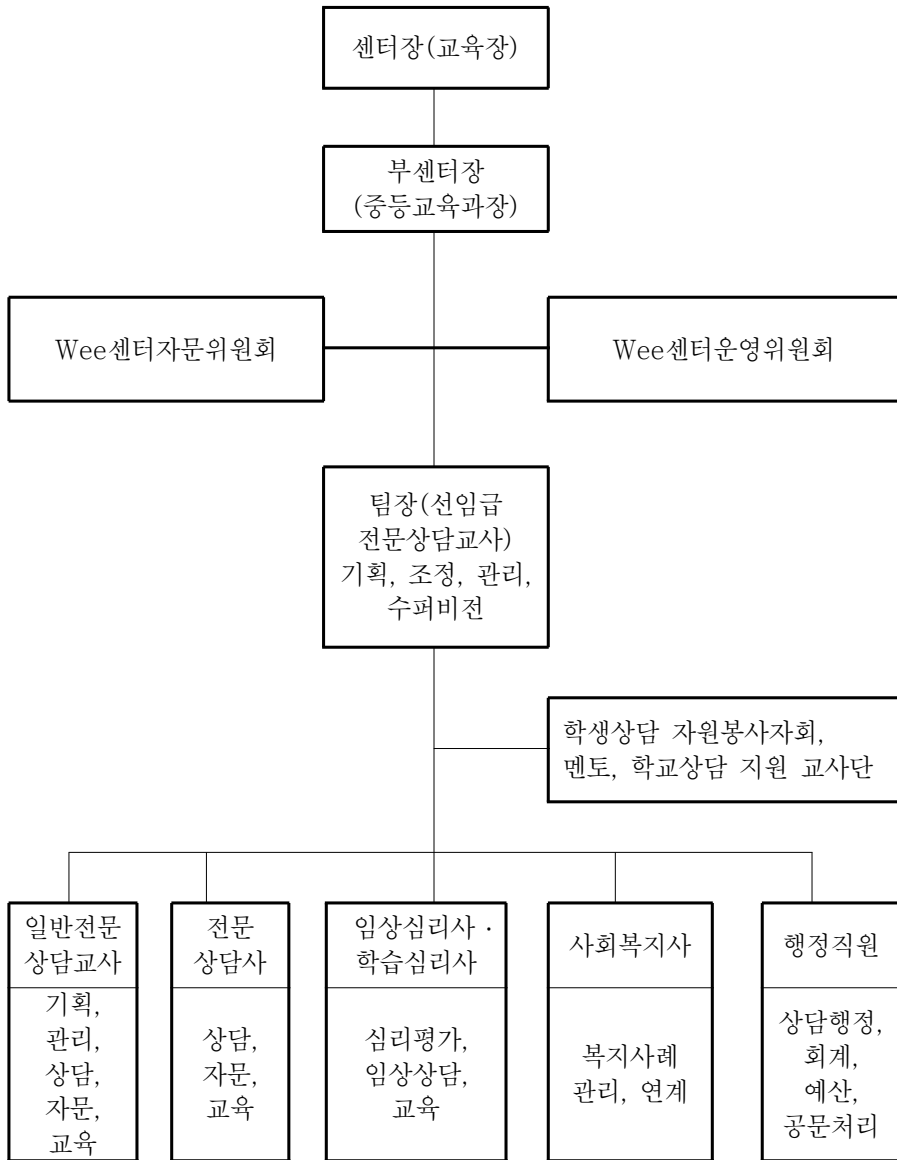 센터장(교육장)
부센터장
(중등교육과장)
Wee센터자문위원회
Wee센터운영위원회
팀장(선임급
전문상담교사)
기획, 조정, 관리,
수퍼비전
학생상담 자원봉사자회,
멘토, 학교상담 지원 교사단
일반전문
상담교사
기획,
관리,
상담,
자문,
교육
전문
상담사
상담,
자문,
교육
임상심리사 ·
학습심리사
심리평가,
임상상담,
교육
사회복지사
복지사례
관리, 연계
행정직원
상담행정,
회계,
예산,
공문처리